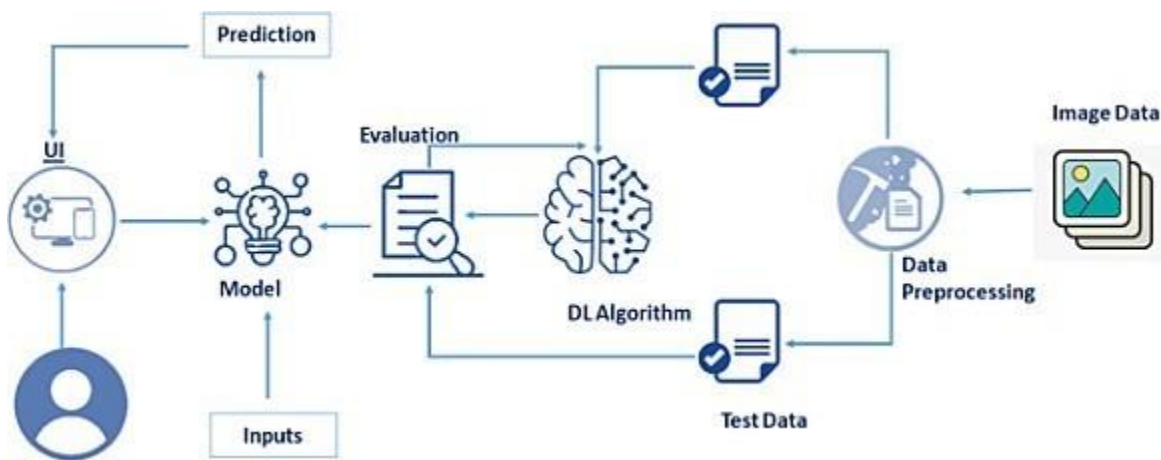 Prediction
UI
Evaluation
Image Data
Model
DL Algorithm
Data
Preprocessing
Inputs
Test Data